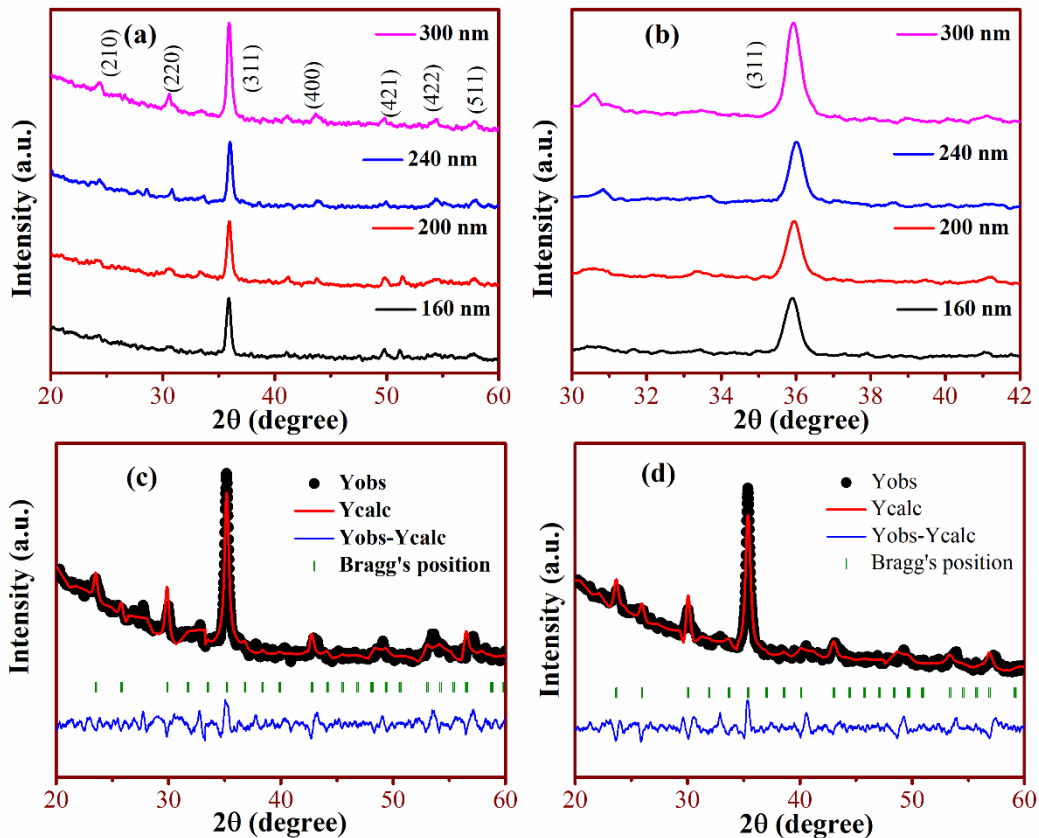 (a)
300 nm
(210)
(220)
(311)
(400)
(421)
(422)
(511)
240 nm
200 nm
160 nm
Intensity (a.u.)
20 30 40 50 60
2θ (degree)
(b)
300 nm
(311)
240 nm
200 nm
160 nm
Intensity (a.u.)
30 32 34 36 38 40 42
2θ (degree)
(c)
Yobs
Ycalc
Yobs-Ycalc
Bragg's position
Intensity (a.u.)
20 30 40 50 60
2θ (degree)
(d)
Yobs
Ycalc
Yobs-Ycalc
Bragg's position
Intensity (a.u.)
20 30 40 50 60
2θ (degree)